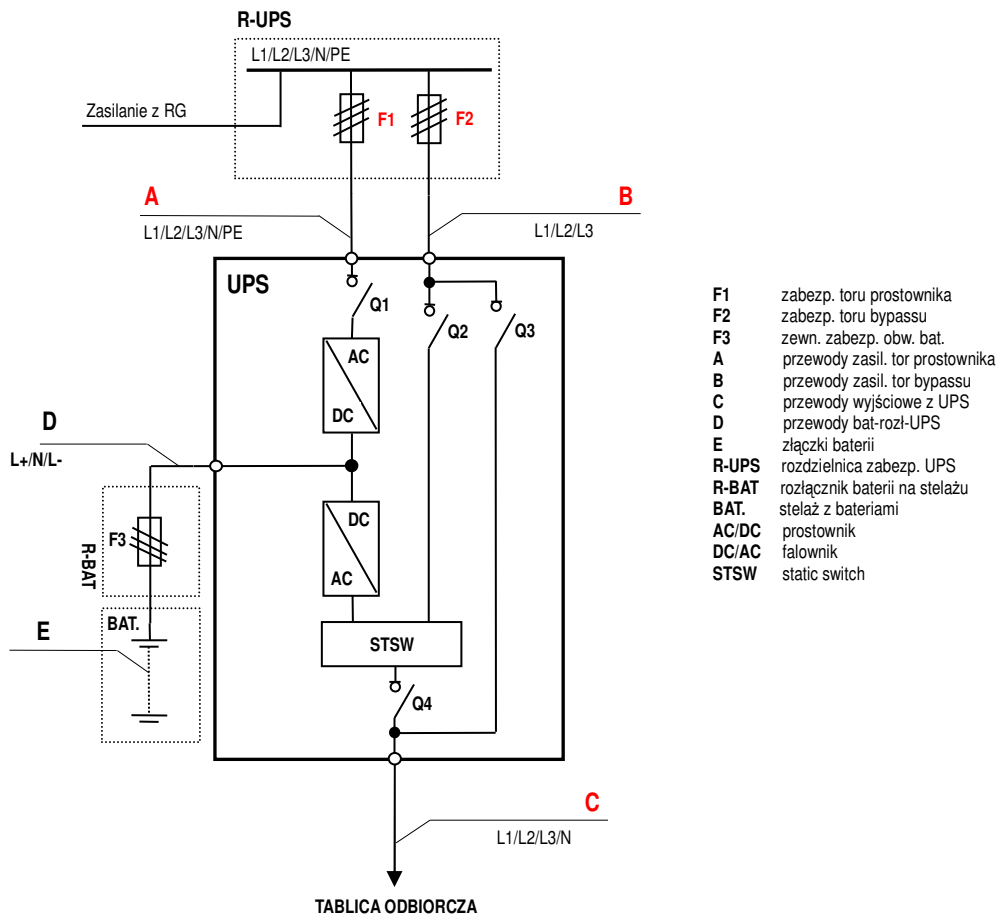 R-UPS
L1/L2/L3/N/PE
Zasilanie z RG
F1
F2
A
L1/L2/L3/N/PE
B
L1/L2/L3
UPS
Q1
Q2
Q3
AC
DC
D
L+/N/L-
F3
R-BAT
DC
AC
BAT.
E
STSW
Q4
C
L1/L2/L3/N
TABLICA ODBIORCZA
F1 zabezp. toru prostownika
F2 zabezp. toru bypassu
F3 zewn. zabezp. obw. bat.
A przewody zasil. tor prostownika
B przewody zasil. tor bypassu
C przewody wyjściowe z UPS
D przewody bat-rozł-UPS
E złączki baterii
R-UPS rozdzielnica zabezp. UPS
R-BAT rozłącznik baterii na stelażu
BAT. stelaż z bateriami
AC/DC prostownik
DC/AC falownik
STSW static switch